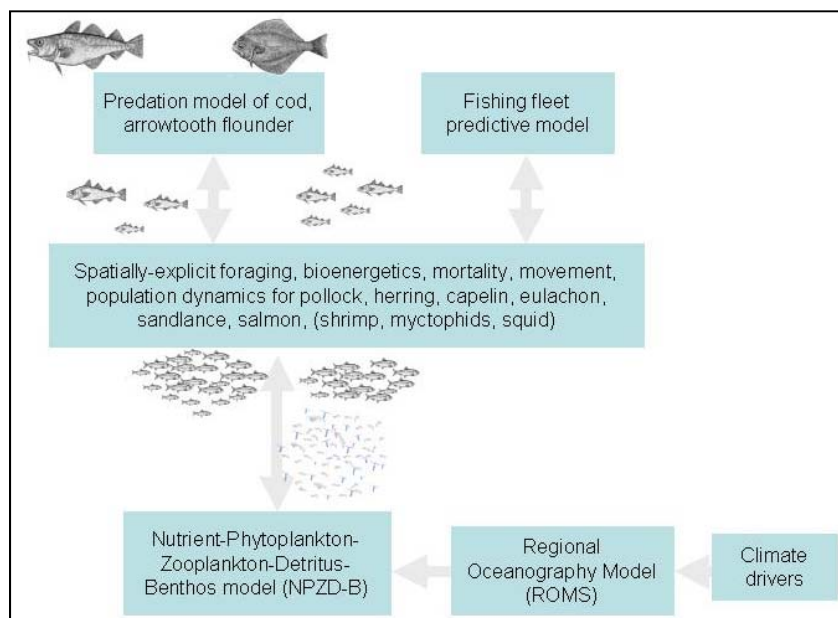 Predation model of cod,
arrowtooth flounder
Fishing fleet
predictive model
Spatially-explicit foraging, bioenergetics, mortality, movement,
population dynamics for pollock, herring, capelin, eulachon,
sandlance, salmon, (shrimp, myctophids, squid)
Nutrient-Phytoplankton-
Zooplankton-Detritus-
Benthos model (NPZD-B)
Regional
Oceanography Model
(ROMS)
Climate
drivers